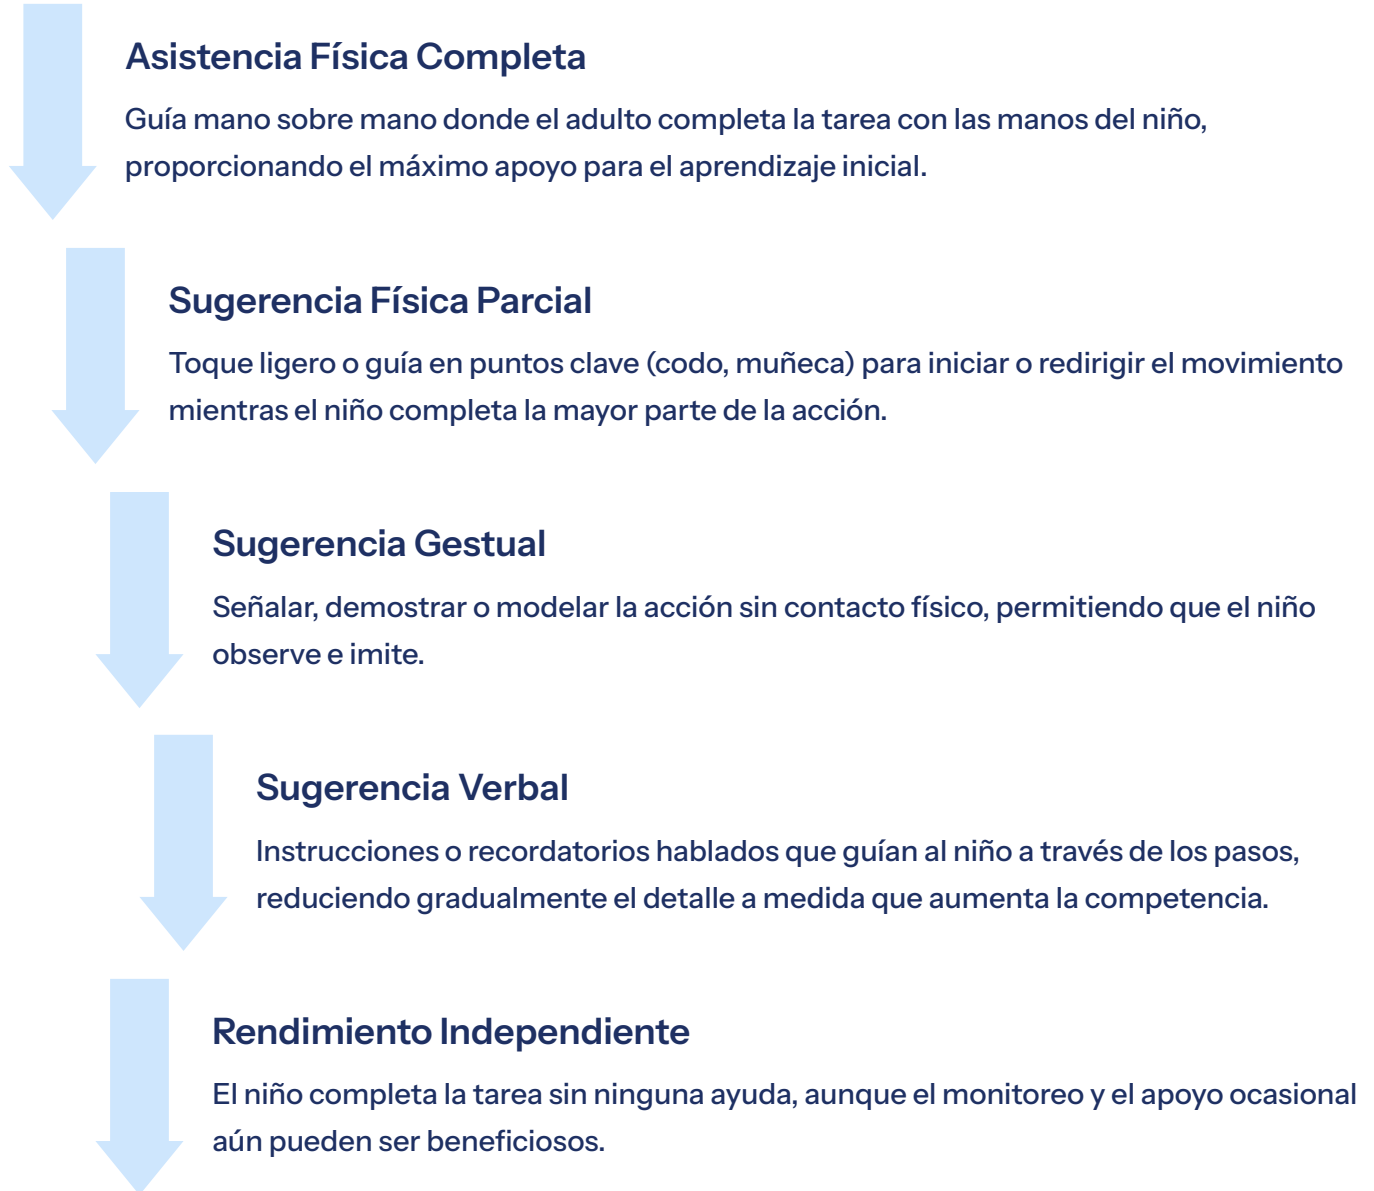 Asistencia Física Completa
Guía mano sobre mano donde el adulto completa la tarea con las manos del niño,
proporcionando el máximo apoyo para el aprendizaje inicial.
Sugerencia Física Parcial
Toque ligero o guía en puntos clave (codo, muñeca) para iniciar o redirigir el movimiento
mientras el niño completa la mayor parte de la acción.
Sugerencia Gestual
Señalar, demostrar o modelar la acción sin contacto físico, permitiendo que el niño
observe e imite.
Sugerencia Verbal
Instrucciones o recordatorios hablados que guían al niño a través de los pasos,
reduciendo gradualmente el detalle a medida que aumenta la competencia.
Rendimiento Independiente
El niño completa la tarea sin ninguna ayuda, aunque el monitoreo y el apoyo ocasional
aún pueden ser beneficiosos.